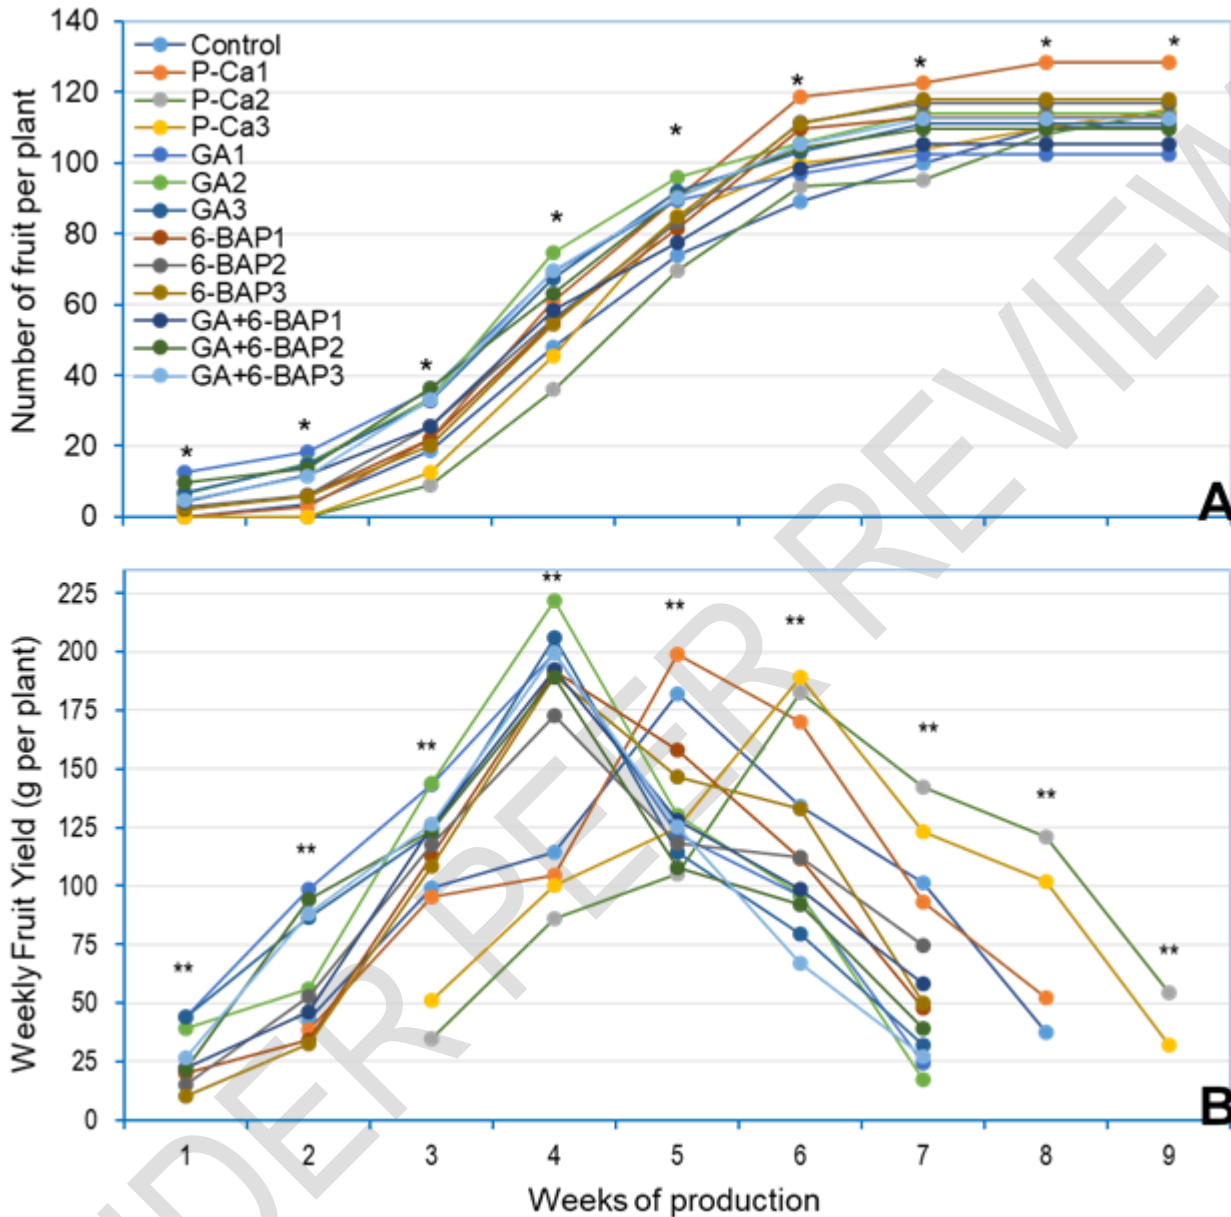 140
120
100
80
60
40
20
0
Number of fruit per plant
Control
P-Ca1
P-Ca2
P-Ca3
GA1
GA2
GA3
6-BAP1
6-BAP2
6-BAP3
GA+6-BAP1
GA+6-BAP2
GA+6-BAP3
* * * * * * * * *
A
225
200
175
150
125
100
75
50
25
0
Weekly Fruit Yield (g per plant)
** ** ** ** ** ** ** ** **
B
1 2 3 4 5 6 7 8 9
Weeks of production
PEER REVIEW